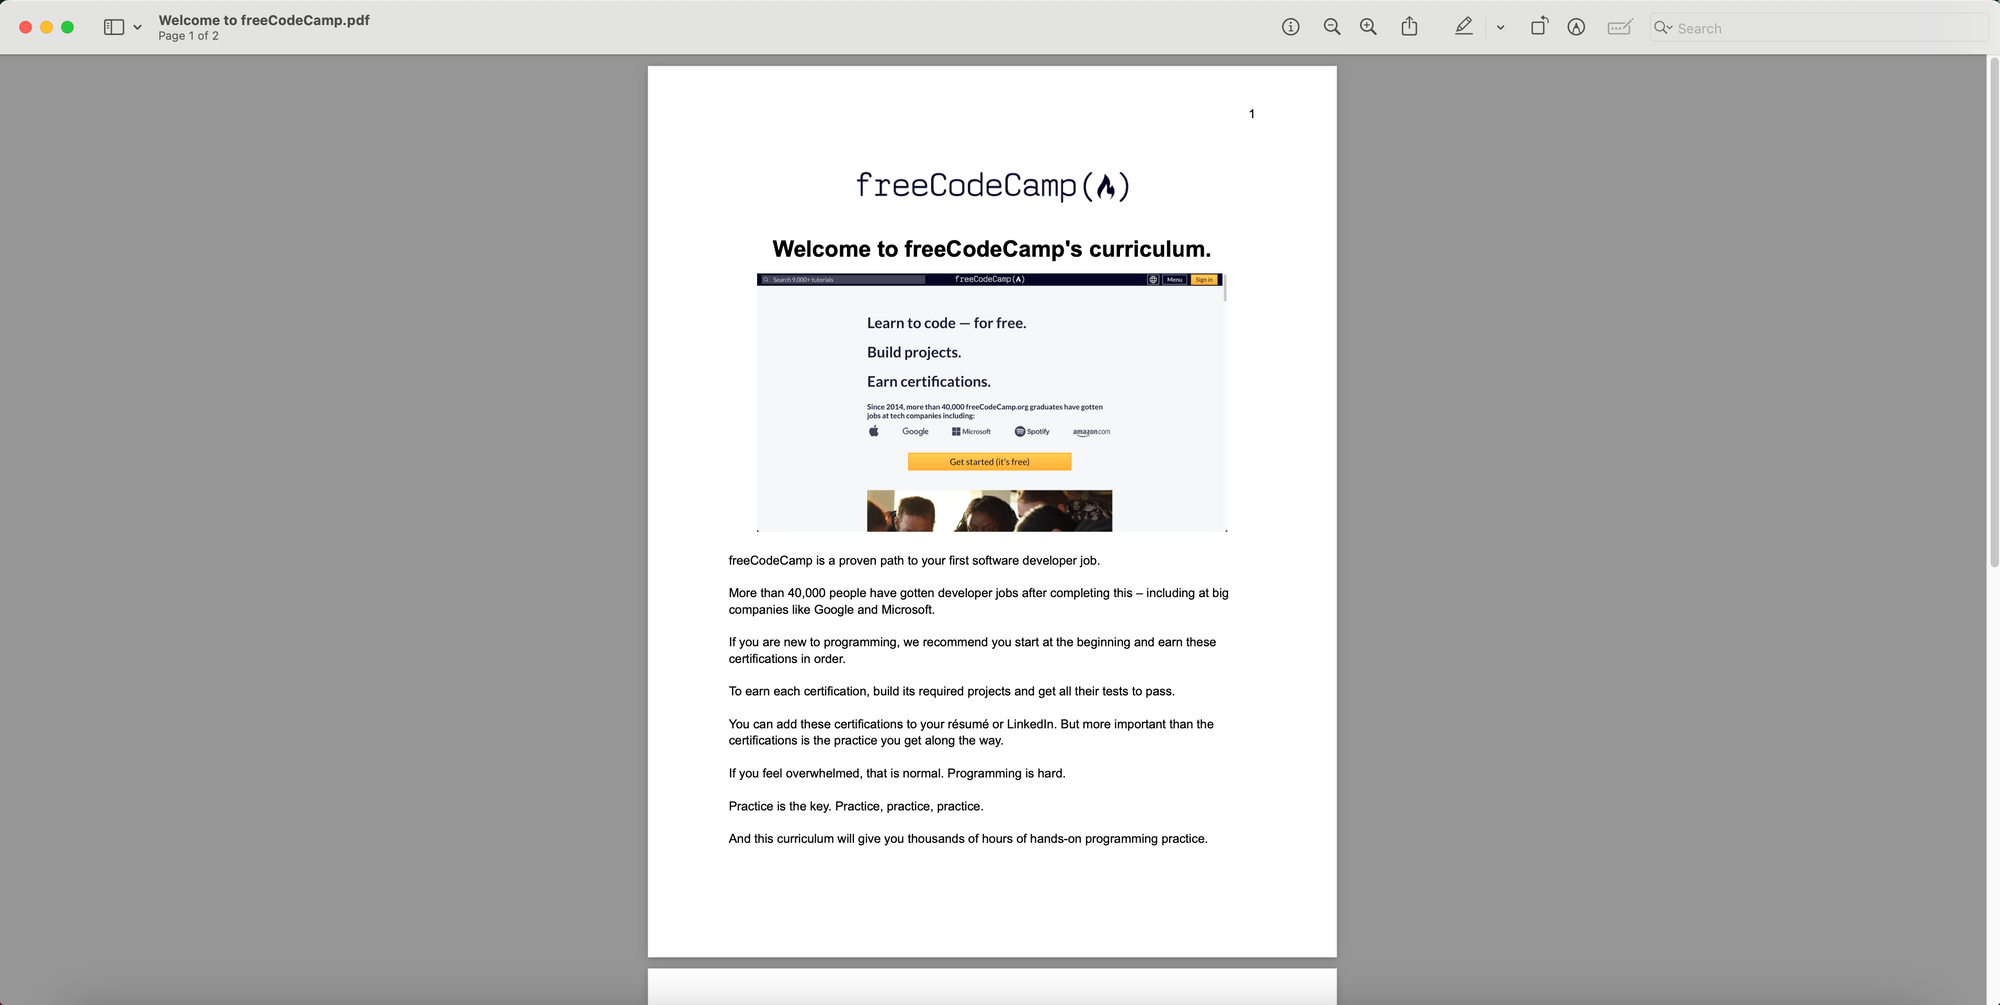 Welcome to freeCodeCamp.pdf
Page 1 of 2
Search
1
freeCodeCamp(🔥)
Welcome to freeCodeCamp's curriculum.
Search 9,000+ tutorials
freeCodeCamp(🔥)
Menu
Sign in
Learn to code — for free.
Build projects.
Earn certifications.
Since 2014, more than 40,000 freeCodeCamp.org graduates have gotten
jobs at tech companies including:
Google Microsoft Spotify amazon.com
Get started (it's free)
freeCodeCamp is a proven path to your first software developer job.
More than 40,000 people have gotten developer jobs after completing this – including at big
companies like Google and Microsoft.
If you are new to programming, we recommend you start at the beginning and earn these
certifications in order.
To earn each certification, build its required projects and get all their tests to pass.
You can add these certifications to your résumé or LinkedIn. But more important than the
certifications is the practice you get along the way.
If you feel overwhelmed, that is normal. Programming is hard.
Practice is the key. Practice, practice, practice.
And this curriculum will give you thousands of hours of hands-on programming practice.